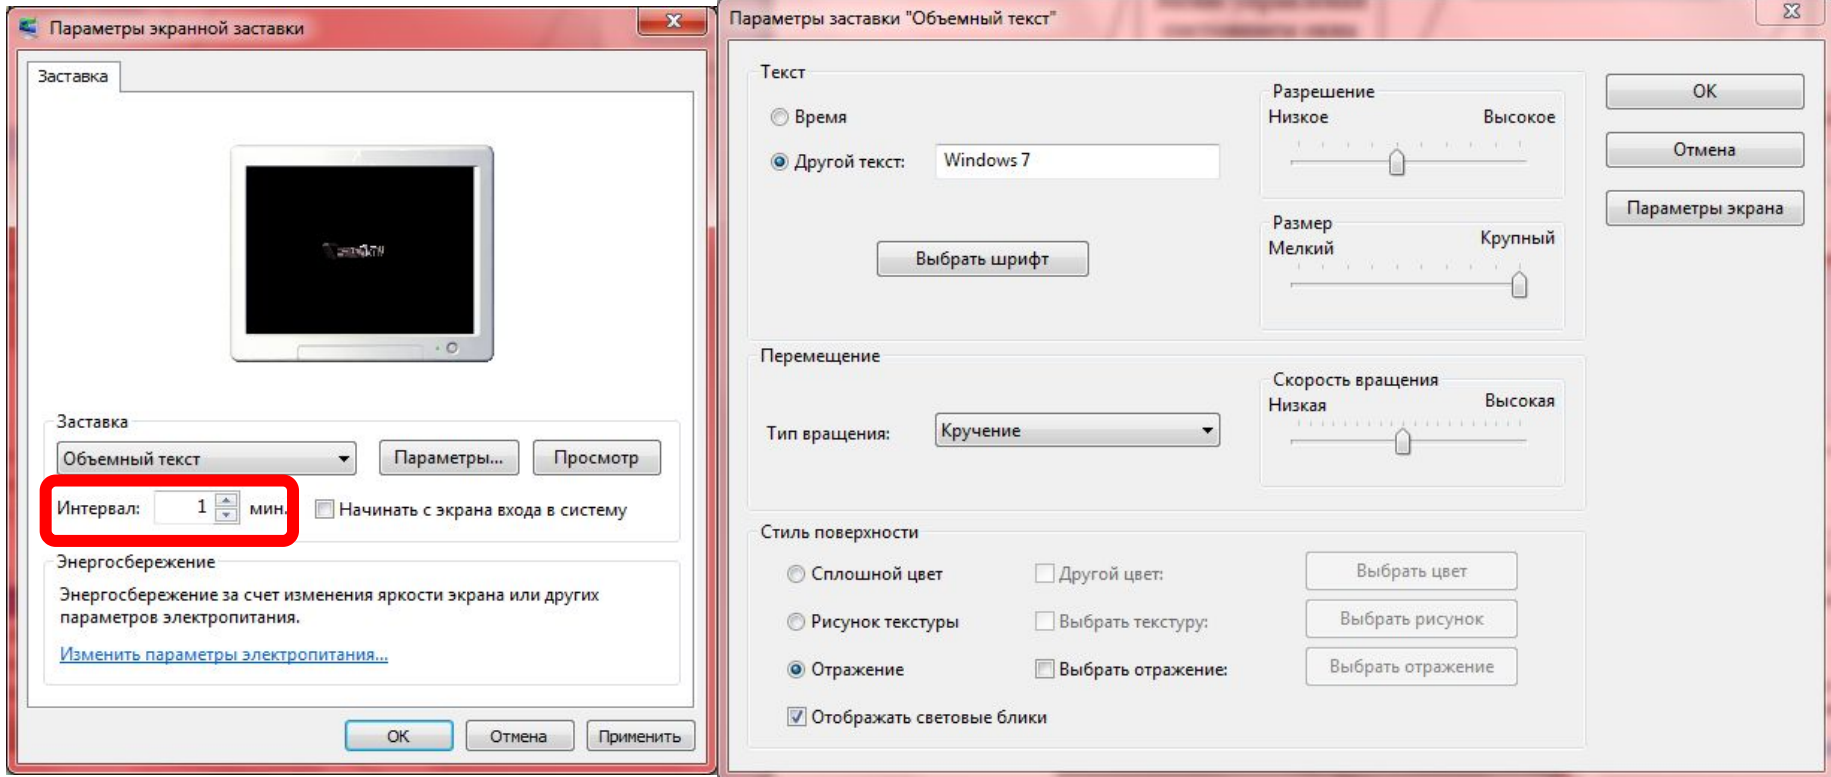 Параметры экранной заставки
Заставка
Заставка
Объемный текст
Параметры...
Просмотр
Интервал: 1 мин.
Начинать с экрана входа в систему
Энергосбережение
Энергосбережение за счет изменения яркости экрана или других
параметров электропитания.
Изменить параметры электропитания...
ОК
Отмена
Применить
Параметры заставки "Объемный текст"
Текст
Время
Другой текст: Windows 7
Выбрать шрифт
Разрешение
Низкое Высокое
Размер
Мелкий Крупный
ОК
Отмена
Параметры экрана
Перемещение
Тип вращения: Кручение
Скорость вращения
Низкая Высокая
Стиль поверхности
Сплошной цвет Другой цвет: Выбрать цвет
Рисунок текстуры Выбрать текстуру: Выбрать рисунок
Отражение Выбрать отражение: Выбрать отражение
Отображать световые блики